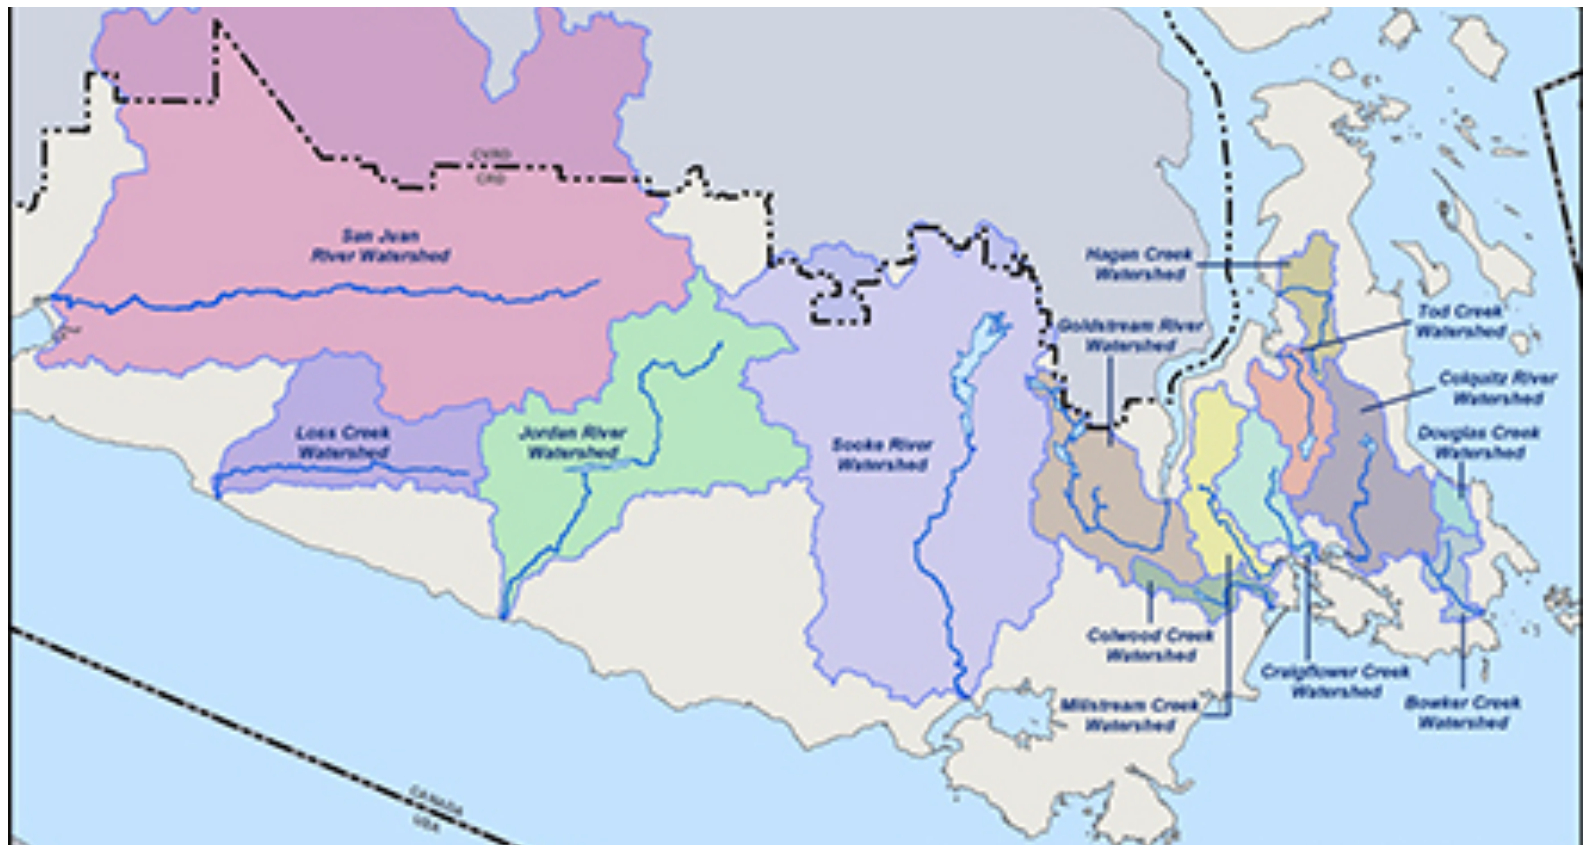 CVRD
CRD
San Juan
River Watershed
Hagan Creek
Watershed
Tod Creek
Watershed
Goldstream River
Watershed
Colquitz River
Watershed
Loss Creek
Watershed
Jordan River
Watershed
Sooke River
Watershed
Douglas Creek
Watershed
Colwood Creek
Watershed
Craigflower Creek
Watershed
Millstream Creek
Watershed
Bowker Creek
Watershed
CANADA
USA